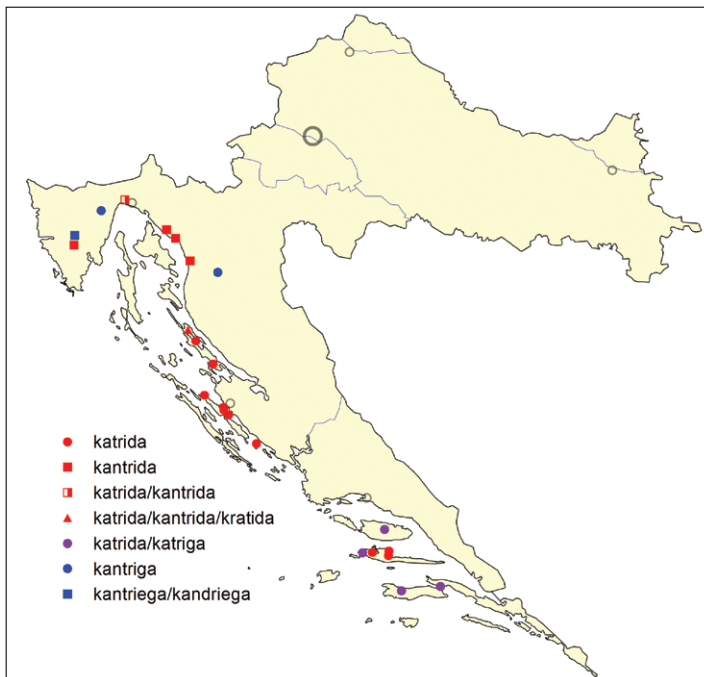 katrida
kantrida
katrida/kantrida
katrida/kantrida/kratida
katrida/katriga
kantriga
kantriega/kandriega